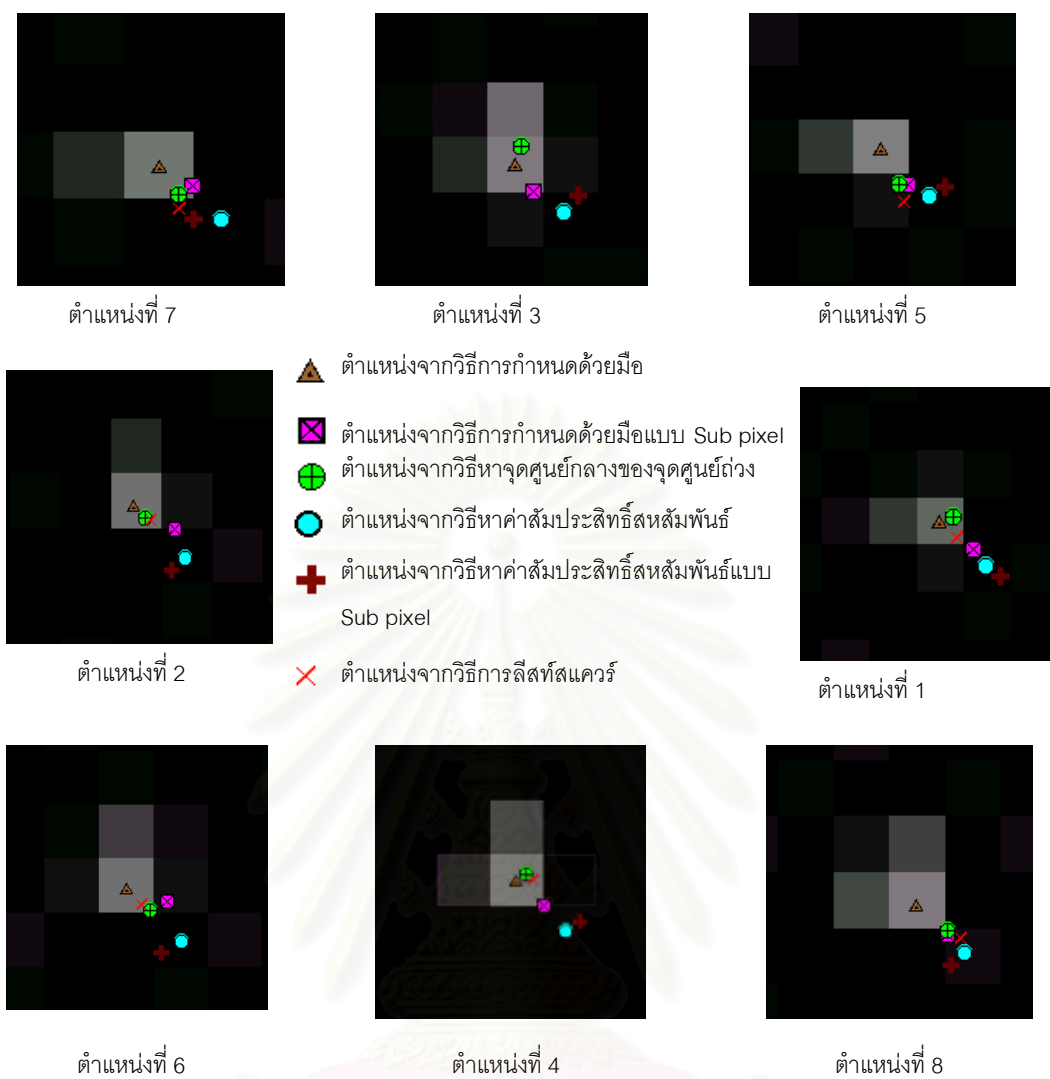 ตำแหน่งที่ 7
ตำแหน่งที่ 3
ตำแหน่งที่ 5
ตำแหน่งจากวิธีการกำหนดด้วยมือ
ตำแหน่งจากวิธีการกำหนดด้วยมือแบบ Sub pixel
ตำแหน่งจากวิธีหาจุดศูนย์กลางของจุดศูนย์ถ่วง
ตำแหน่งจากวิธีหาค่าสัมประสิทธิ์สหสัมพันธ์
ตำแหน่งจากวิธีหาค่าสัมประสิทธิ์สหสัมพันธ์แบบ
Sub pixel
ตำแหน่งจากวิธีการลีสท์สแควร์
ตำแหน่งที่ 2
ตำแหน่งที่ 1
ตำแหน่งที่ 6
ตำแหน่งที่ 4
ตำแหน่งที่ 8